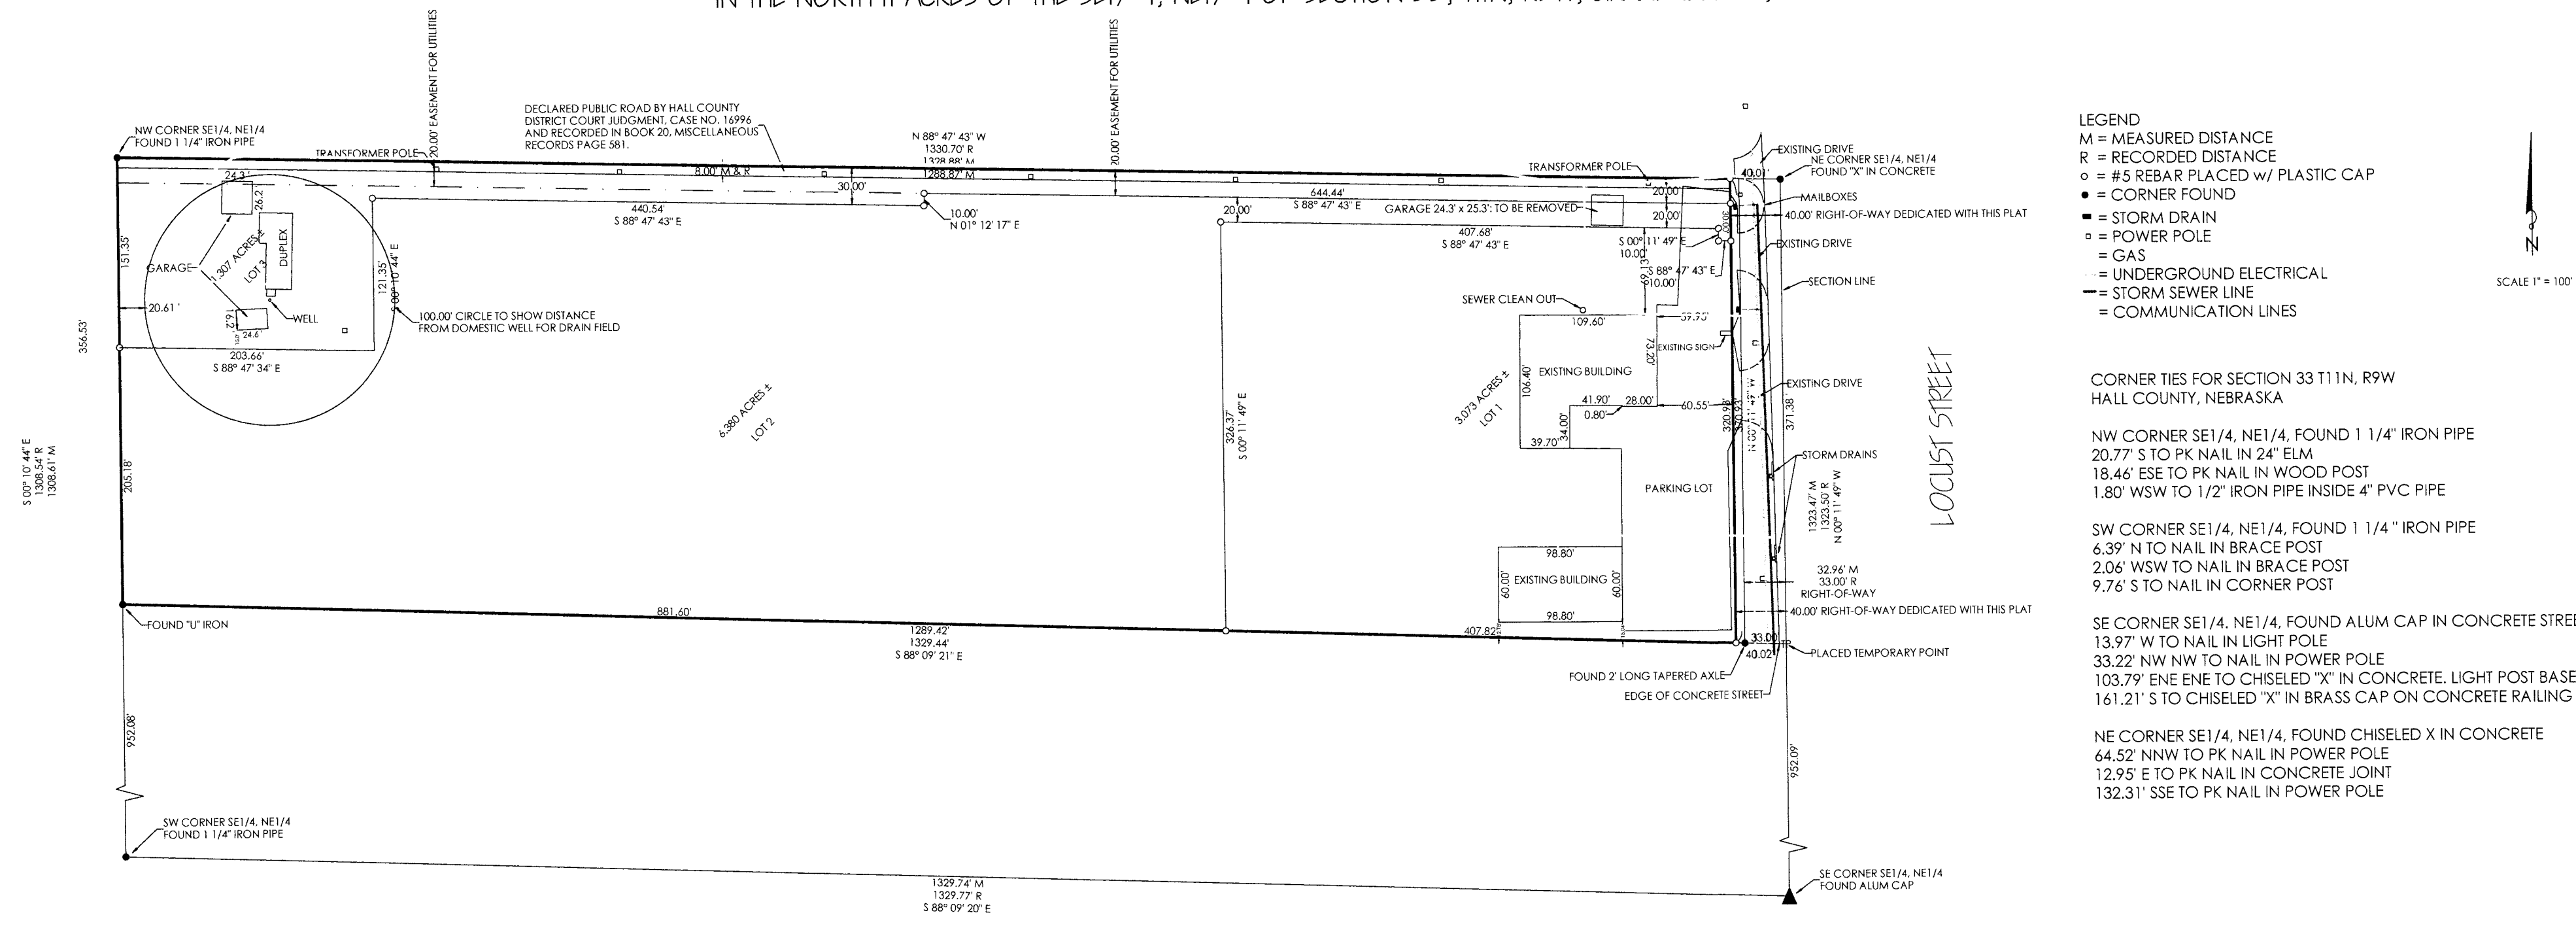 20.00' EASEMENT FOR UTILITIES
20.00' EASEMENT FOR UTILITIES
DECLARED PUBLIC ROAD BY HALL COUNTY
DISTRICT COURT JUDGMENT, CASE NO. 16996
AND RECORDED IN BOOK 20, MISCELLANEOUS
RECORDS PAGE 581.
NW CORNER SE1/4, NE1/4
FOUND 1 1/4" IRON PIPE
TRANSFORMER POLE
N 88° 47' 43" W
1330.70' R
1328.88' M
1288.87' M
8.00' M & R
30.00'
TRANSFORMER POLE
EXISTING DRIVE
NE CORNER SE1/4, NE1/4
FOUND "X" IN CONCRETE
40.01'
MAILBOXES
40.00' RIGHT-OF-WAY DEDICATED WITH THIS PLAT
24.3'
26.2
DUPLEX
GARAGE
1.307 ACRES ±
LOT 3
WELL
16.2'
24.6'
20.61 '
151.35'
121.35'
S 00° 10' 44" E
203.66'
S 88° 47' 34" E
100.00' CIRCLE TO SHOW DISTANCE
FROM DOMESTIC WELL FOR DRAIN FIELD
440.54'
S 88° 47' 43" E
10.00'
N 01° 12' 17" E
644.44'
S 88° 47' 43" E
20.00'
20.00'
20.00'
GARAGE 24.3' x 25.3': TO BE REMOVED
407.68'
S 88° 47' 43" E
S 00° 11' 49" E
10.00'
S 88° 47' 43" E
10.00'
EXISTING DRIVE
SECTION LINE
SEWER CLEAN OUT
109.60'
59.95'
73.20'
EXISTING SIGN
EXISTING BUILDING
106.40'
41.90'
28.00'
0.80'
60.55'
34.00'
39.70'
EXISTING DRIVE
371.38'
3.073 ACRES ±
LOT 1
6.380 ACRES ±
LOT 2
326.37'
S 00° 11' 49" E
STORM DRAINS
PARKING LOT
LOCUST STREET
1323.47' M
1323.50' R
N 00° 11' 49" W
98.80'
EXISTING BUILDING
60.00'
60.00'
98.80'
32.96' M
33.00' R
RIGHT-OF-WAY
40.00' RIGHT-OF-WAY DEDICATED WITH THIS PLAT
356.53'
S 00° 10' 44" E
1308.54' R
1308.61' M
205.18'
FOUND "U" IRON
881.60'
1289.42'
1329.44'
S 88° 09' 21" E
407.82'
33.00'
40.02'
PLACED TEMPORARY POINT
FOUND 2' LONG TAPERED AXLE
EDGE OF CONCRETE STREET
952.08'
952.09'
SW CORNER SE1/4, NE1/4
FOUND 1 1/4" IRON PIPE
1329.74' M
1329.77' R
S 88° 09' 20" E
SE CORNER SE1/4, NE1/4
FOUND ALUM CAP
LEGEND
M = MEASURED DISTANCE
R = RECORDED DISTANCE
= #5 REBAR PLACED w/ PLASTIC CAP
= CORNER FOUND
= STORM DRAIN
= POWER POLE
= GAS
= UNDERGROUND ELECTRICAL
= STORM SEWER LINE
= COMMUNICATION LINES
N
SCALE 1" = 100'
CORNER TIES FOR SECTION 33 T11N, R9W
HALL COUNTY, NEBRASKA
NW CORNER SE1/4, NE1/4, FOUND 1 1/4" IRON PIPE
20.77' S TO PK NAIL IN 24" ELM
18.46' ESE TO PK NAIL IN WOOD POST
1.80' WSW TO 1/2" IRON PIPE INSIDE 4" PVC PIPE
SW CORNER SE1/4, NE1/4, FOUND 1 1/4 " IRON PIPE
6.39' N TO NAIL IN BRACE POST
2.06' WSW TO NAIL IN BRACE POST
9.76' S TO NAIL IN CORNER POST
SE CORNER SE1/4. NE1/4, FOUND ALUM CAP IN CONCRETE STREE
13.97' W TO NAIL IN LIGHT POLE
33.22' NW NW TO NAIL IN POWER POLE
103.79' ENE ENE TO CHISELED "X" IN CONCRETE. LIGHT POST BASE
161.21' S TO CHISELED "X" IN BRASS CAP ON CONCRETE RAILING
NE CORNER SE1/4, NE1/4, FOUND CHISELED X IN CONCRETE
64.52' NNW TO PK NAIL IN POWER POLE
12.95' E TO PK NAIL IN CONCRETE JOINT
132.31' SSE TO PK NAIL IN POWER POLE